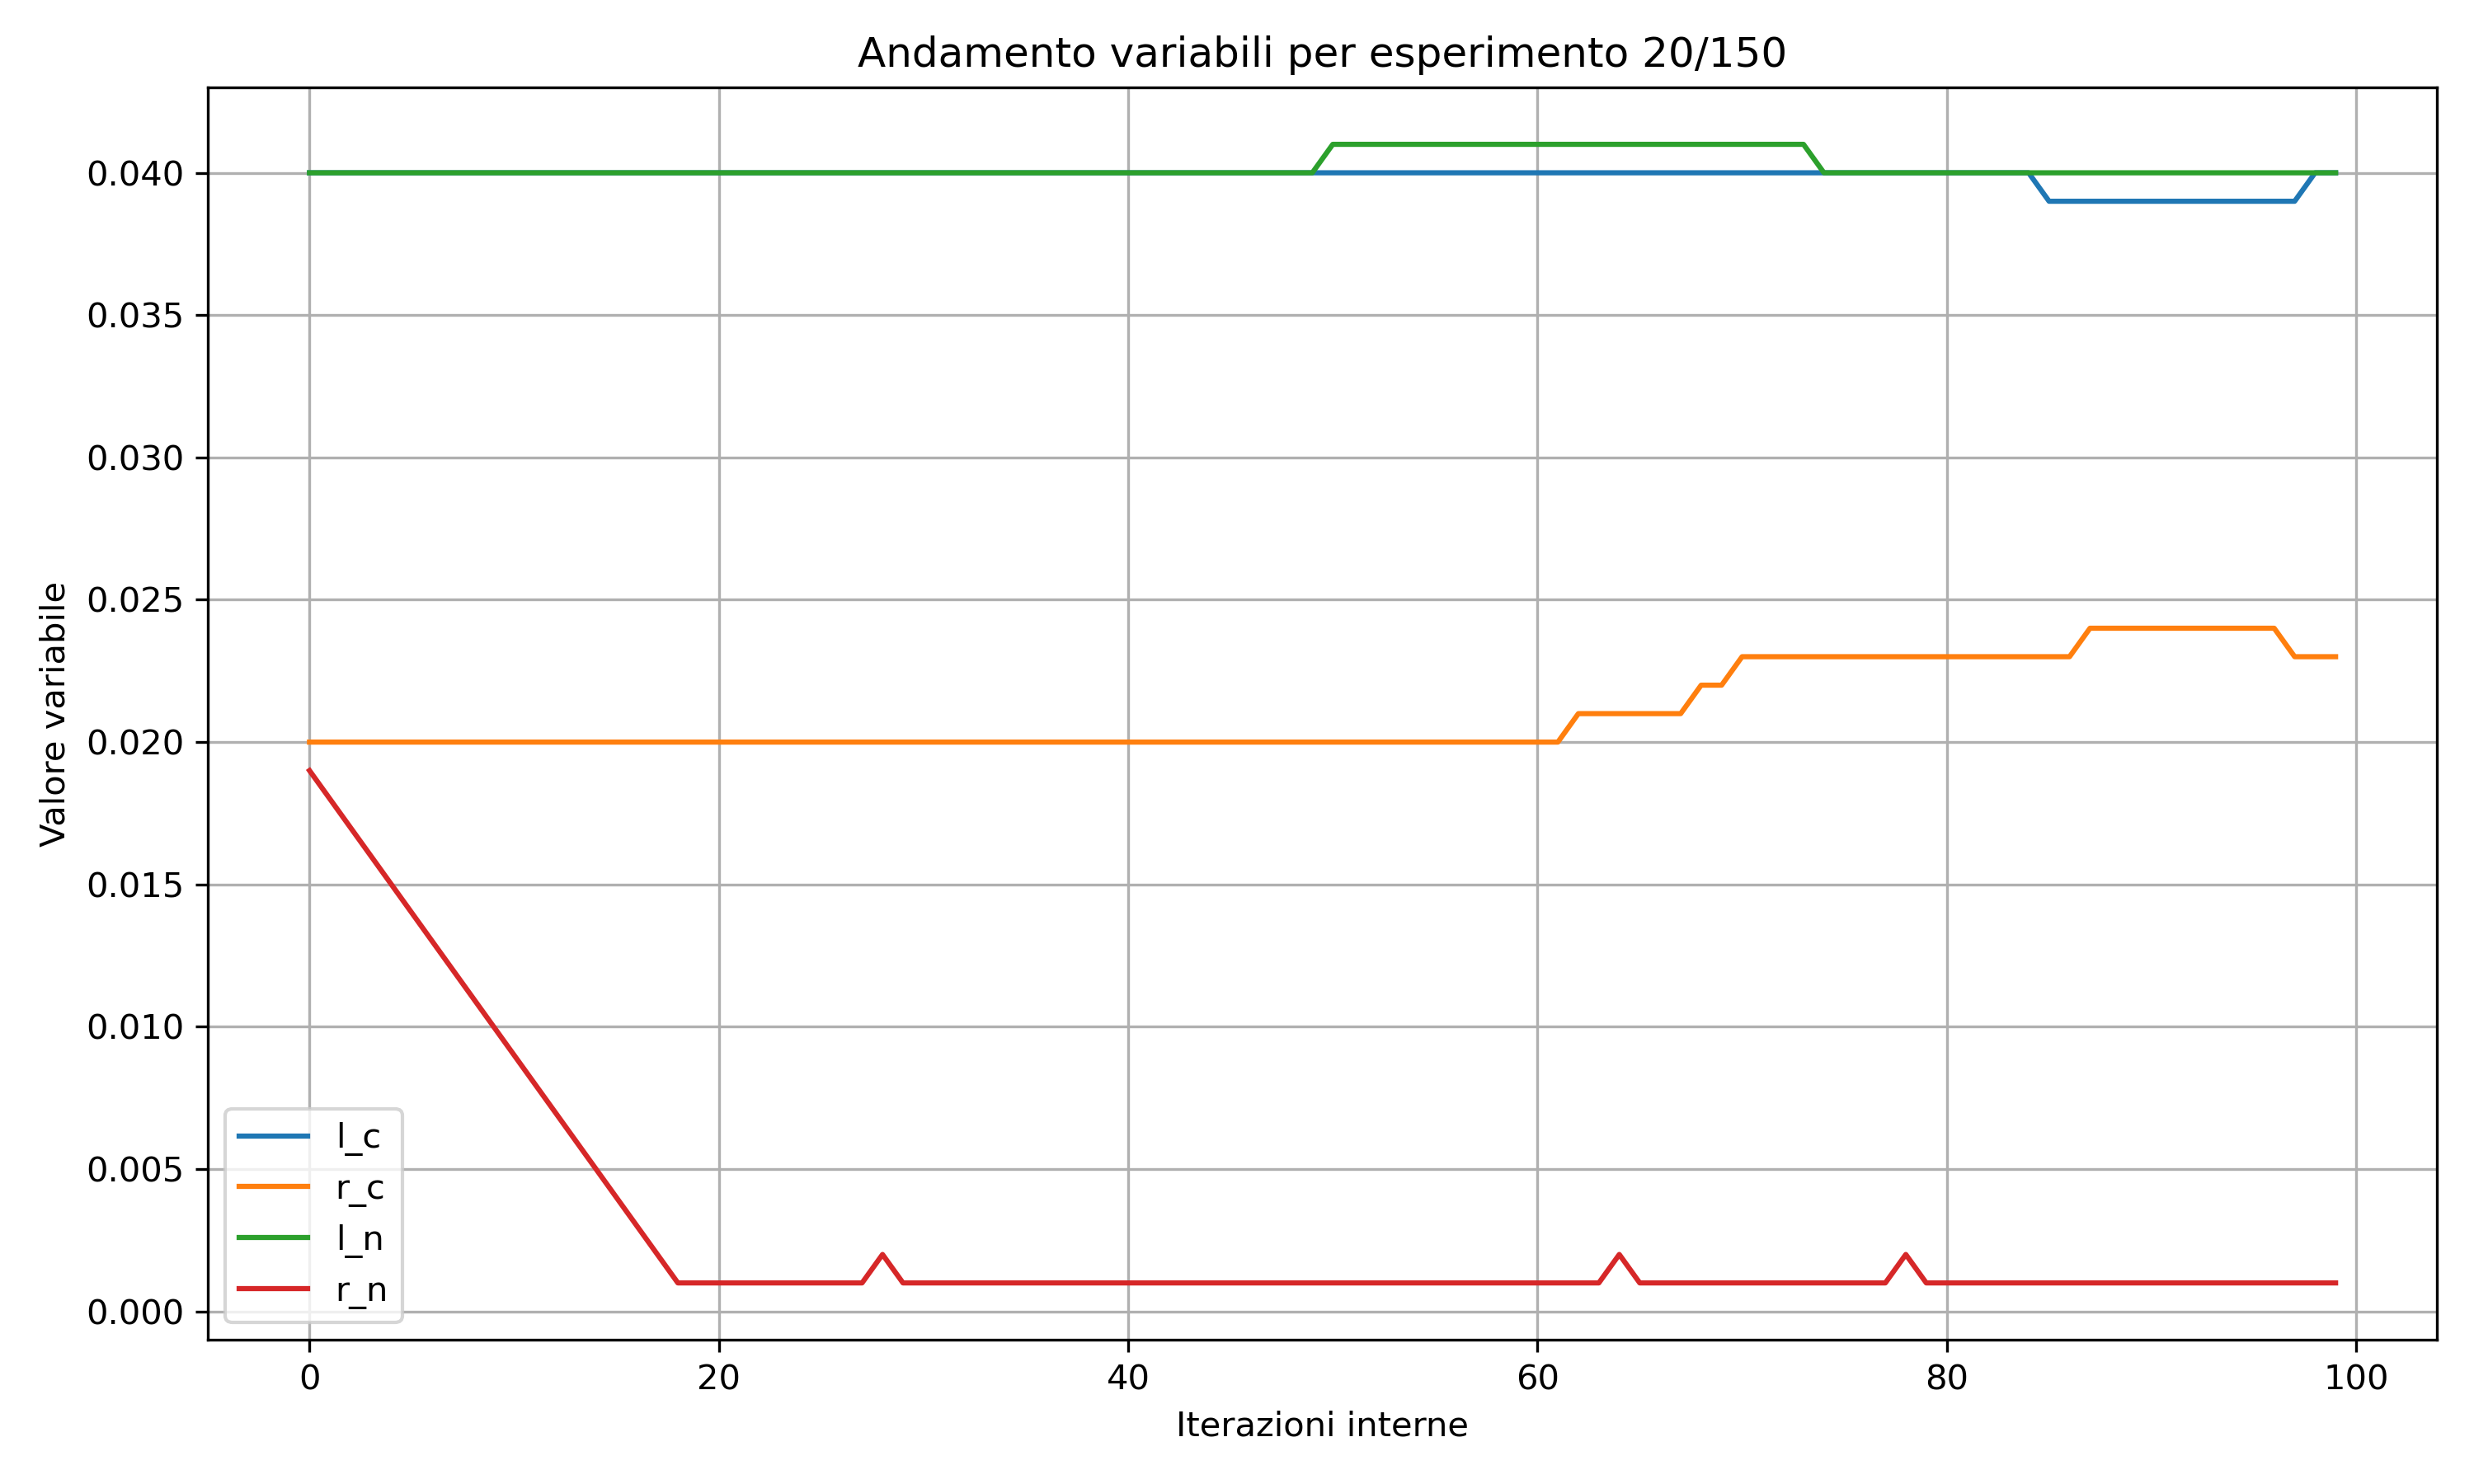 Andamento variabili per esperimento 20/150
Valore variabile
0.040
0.035
0.030
0.025
0.020
0.015
0.010
0.005
0.000
l_c
r_c
l_n
r_n
0 20 40 60 80 100
Iterazioni interne